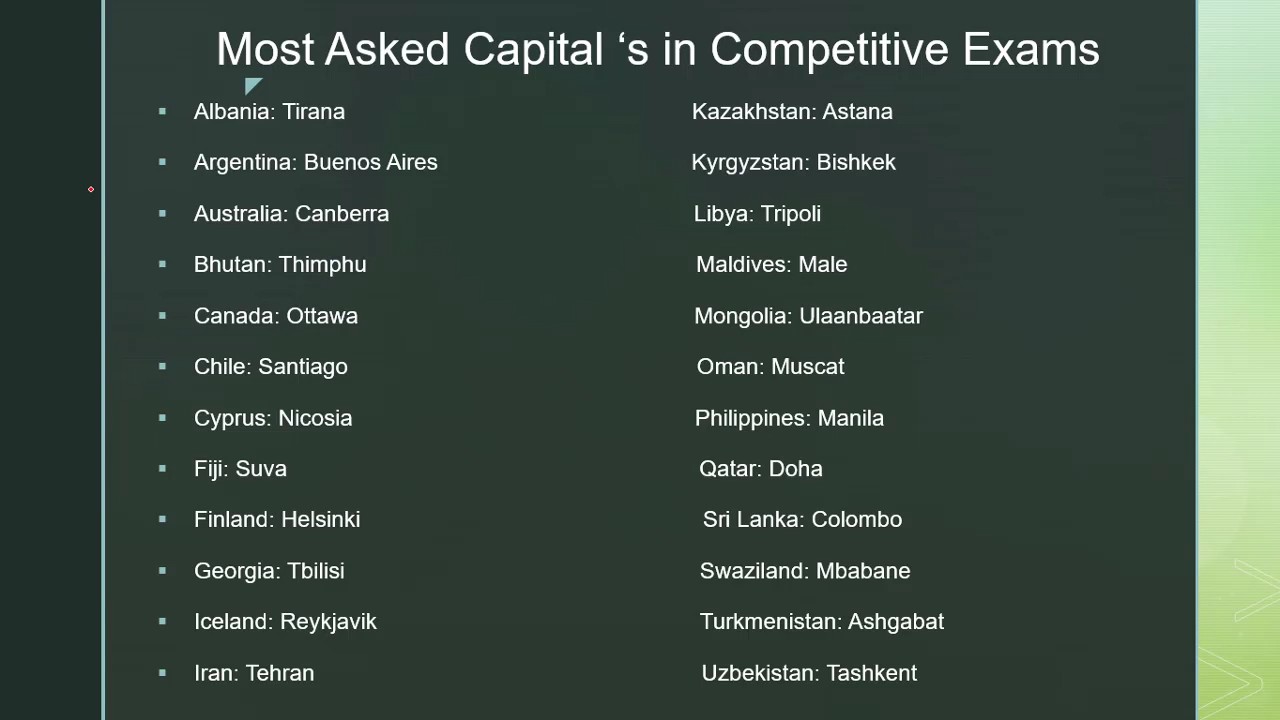 Most Asked Capital ‘s in Competitive Exams
Albania: Tirana
Argentina: Buenos Aires
Australia: Canberra
Bhutan: Thimphu
Canada: Ottawa
Chile: Santiago
Cyprus: Nicosia
Fiji: Suva
Finland: Helsinki
Georgia: Tbilisi
Iceland: Reykjavik
Iran: Tehran
Kazakhstan: Astana
Kyrgyzstan: Bishkek
Libya: Tripoli
Maldives: Male
Mongolia: Ulaanbaatar
Oman: Muscat
Philippines: Manila
Qatar: Doha
Sri Lanka: Colombo
Swaziland: Mbabane
Turkmenistan: Ashgabat
Uzbekistan: Tashkent